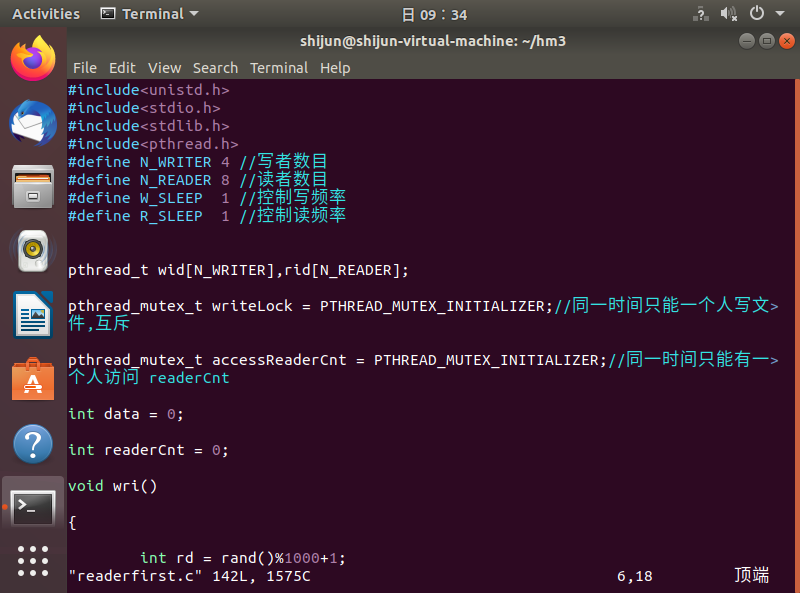 Activities Terminal 日 09：34
shijun@shijun-virtual-machine: ~/hm3
File Edit View Search Terminal Help
#include<unistd.h>
#include<stdio.h>
#include<stdlib.h>
#include<pthread.h>
#define N_WRITER 4 //写者数目
#define N_READER 8 //读者数目
#define W_SLEEP  1 //控制写频率
#define R_SLEEP  1 //控制读频率
pthread_t wid[N_WRITER],rid[N_READER];
pthread_mutex_t writeLock = PTHREAD_MUTEX_INITIALIZER;//同一时间只能一个人写文>
件,互斥
pthread_mutex_t accessReaderCnt = PTHREAD_MUTEX_INITIALIZER;//同一时间只能有一>
个人访问 readerCnt
int data = 0;
int readerCnt = 0;
void wri()
{
        int rd = rand()%1000+1;
"readerfirst.c" 142L, 1575C 6,18 顶端